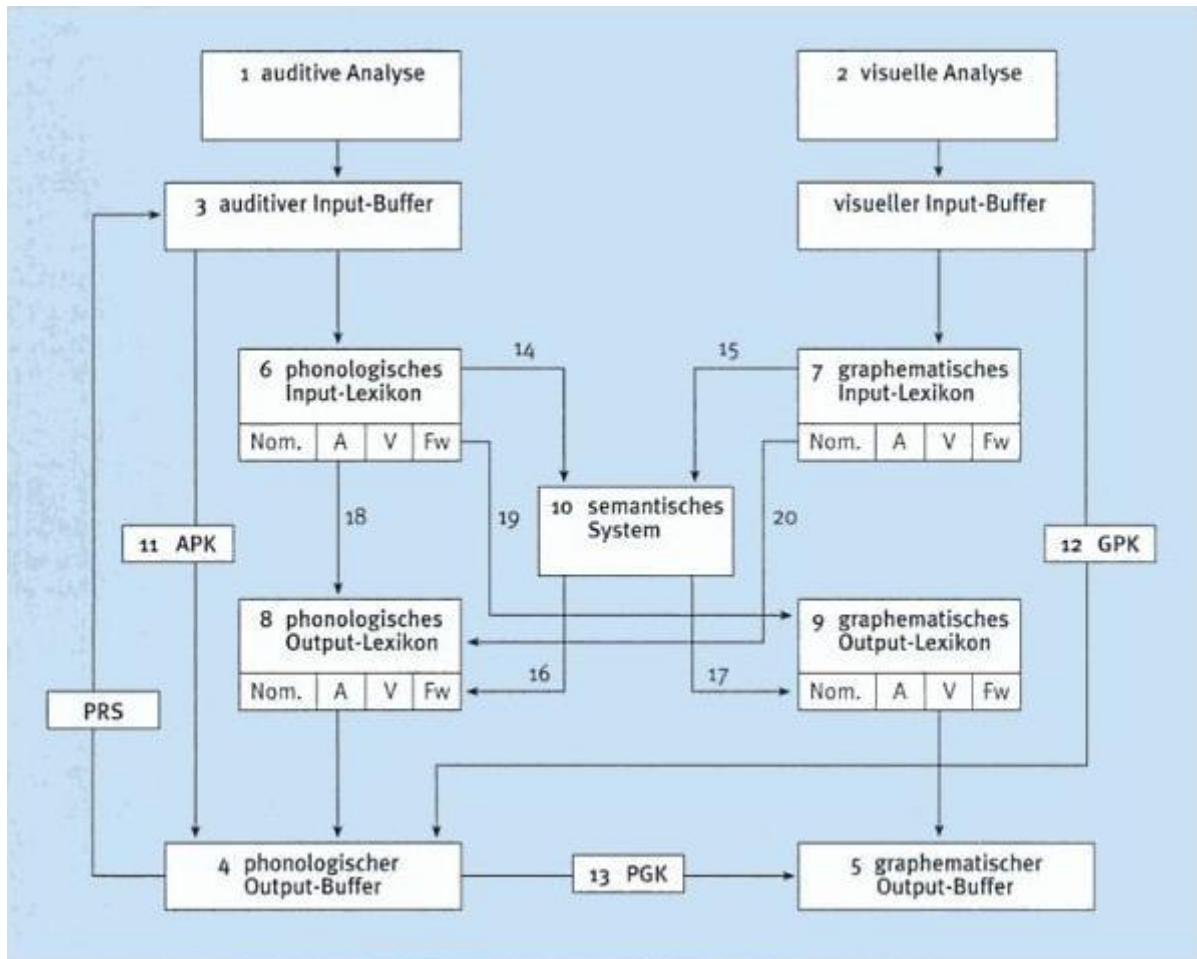 1 auditive Analyse
2 visuelle Analyse
3 auditiver Input-Buffer
visueller Input-Buffer
14
15
6 phonologisches
Input-Lexikon
Nom. A V Fw
7 graphematisches
Input-Lexikon
Nom. A V Fw
10 semantisches
System
18
19
20
11 APK
12 GPK
8 phonologisches
Output-Lexikon
Nom. A V Fw
9 graphematisches
Output-Lexikon
Nom. A V Fw
16
17
PRS
4 phonologischer
Output-Buffer
13 PGK
5 graphematischer
Output-Buffer